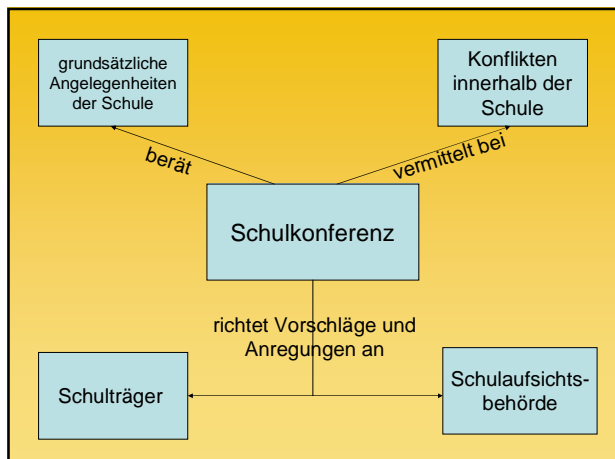 grundsätzliche
Angelegenheiten
der Schule
Konflikten
innerhalb der
Schule
berät
vermittelt bei
Schulkonferenz
richtet Vorschläge und
Anregungen an
Schulträger
Schulaufsichts-
behörde